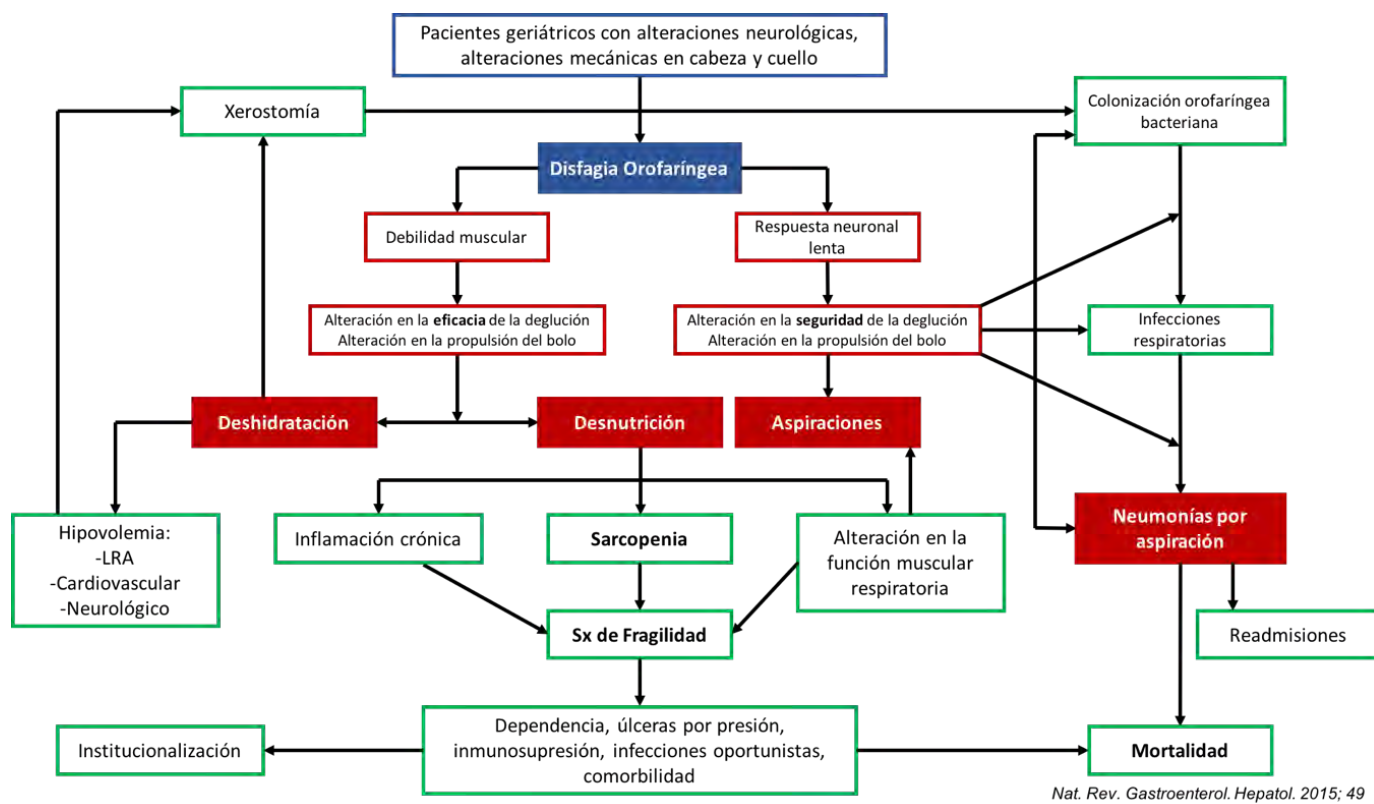 Pacientes geriátricos con alteraciones neurológicas,
alteraciones mecánicas en cabeza y cuello
Xerostomía
Colonización orofaríngea
bacteriana
Disfagia Orofaríngea
Debilidad muscular
Respuesta neuronal
lenta
Alteración en la eficacia de la deglución
Alteración en la propulsión del bolo
Alteración en la seguridad de la deglución
Alteración en la propulsión del bolo
Infecciones
respiratorias
Deshidratación
Desnutrición
Aspiraciones
Hipovolemia:
-LRA
-Cardiovascular
-Neurológico
Inflamación crónica
Sarcopenia
Alteración en la
función muscular
respiratoria
Neumonías por
aspiración
Sx de Fragilidad
Readmisiones
Institucionalización
Dependencia, úlceras por presión,
inmunosupresión, infecciones oportunistas,
comorbilidad
Mortalidad
Nat. Rev. Gastroenterol. Hepatol. 2015; 49